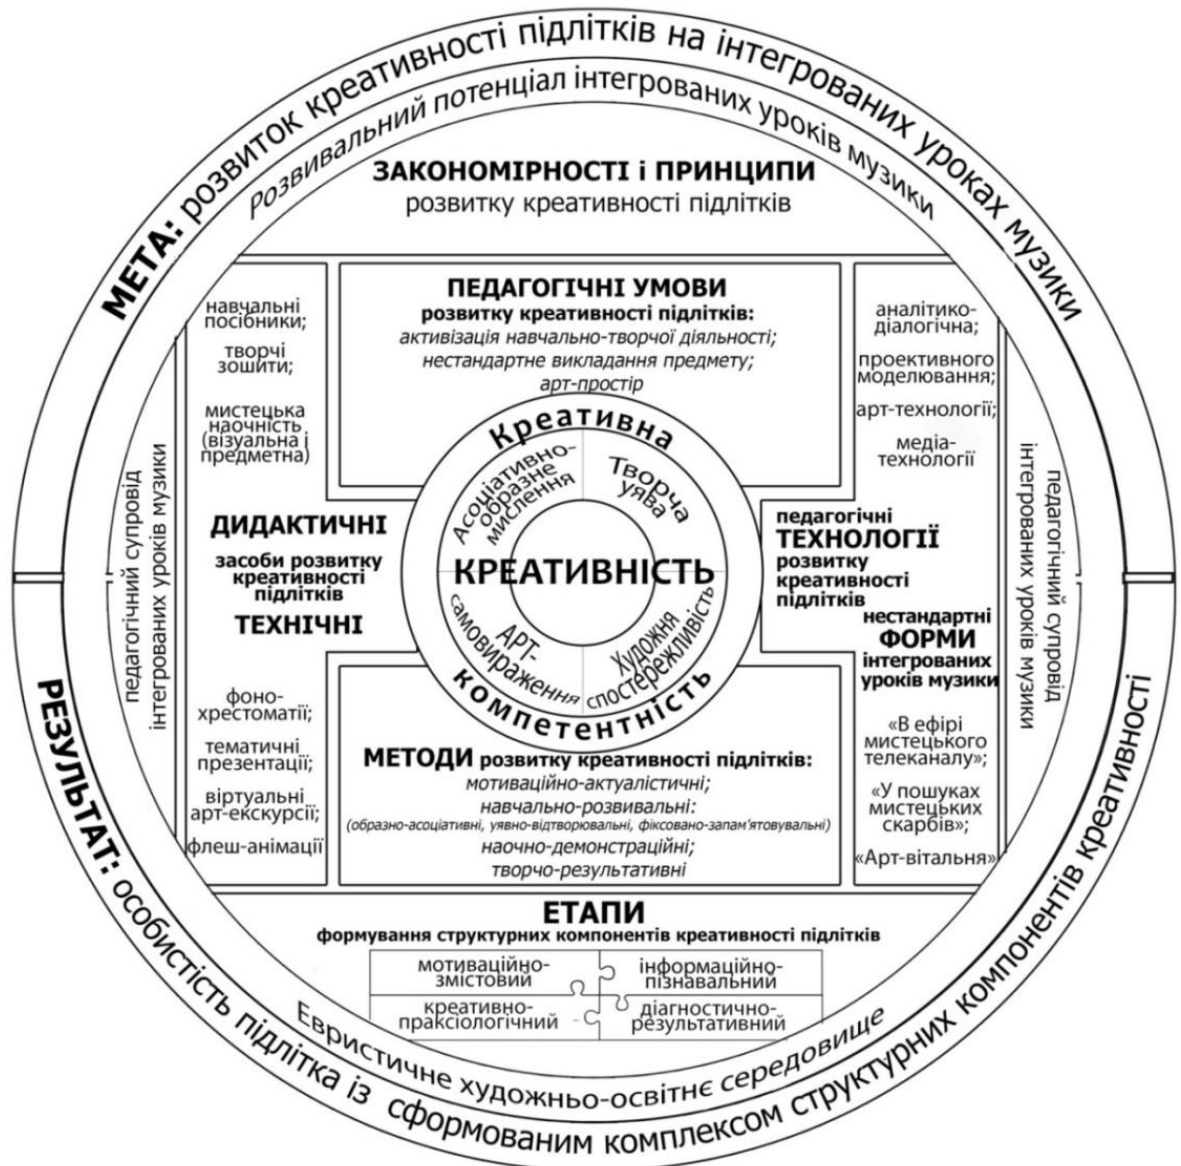 МЕТА: розвиток креативності підлітків на інтегрованих уроках музики
Розвивальний потенціал інтегрованих уроків музики
ЗАКОНОМІРНОСТІ і ПРИНЦИПИ
розвитку креативності підлітків
педагогічний супровід
інтегрованих уроків музики
навчальні
посібники;
творчі
зошити;
мистецька
наочність
(візуальна і
предметна)
ДИДАКТИЧНІ
засоби розвитку
креативності
підлітків
ТЕХНІЧНІ
фоно-
хрестоматії;
тематичні
презентації;
віртуальні
арт-екскурсії;
флеш-анімації
ПЕДАГОГІЧНІ УМОВИ
розвитку креативності підлітків:
активізація навчально-творчої діяльності;
нестандартне викладання предмету;
арт-простір
Креативна
Асоціативно-
образне
мислення
Творча
уява
КРЕАТИВНІСТЬ
АРТ-
самовираження
Художня
спостережливість
компетентність
МЕТОДИ розвитку креативності підлітків:
мотиваційно-актуалістичні;
навчально-розвивальні:
(образно-асоціативні, уявно-відтворювальні, фіксовано-запам’ятовувальні)
наочно-демонстраційні;
творчо-результативні
аналітико-
діалогічна;
проективного
моделювання;
арт-технології;
медіа-
технології
педагогічні
ТЕХНОЛОГІЇ
розвитку
креативності
підлітків
нестандартні
ФОРМИ
інтегрованих
уроків музики
«В ефірі
мистецького
телеканалу»;
«У пошуках
мистецьких
скарбів»;
«Арт-вітальня»
педагогічний супровід
інтегрованих уроків музики
ЕТАПИ
формування структурних компонентів креативності підлітків
мотиваційно-
змістовий
інформаційно-
пізнавальний
креативно-
праксіологічний
діагностично-
результативний
Евристичне художньо-освітнє середовище
РЕЗУЛЬТАТ: особистість підлітка із сформованим комплексом структурних компонентів креативності